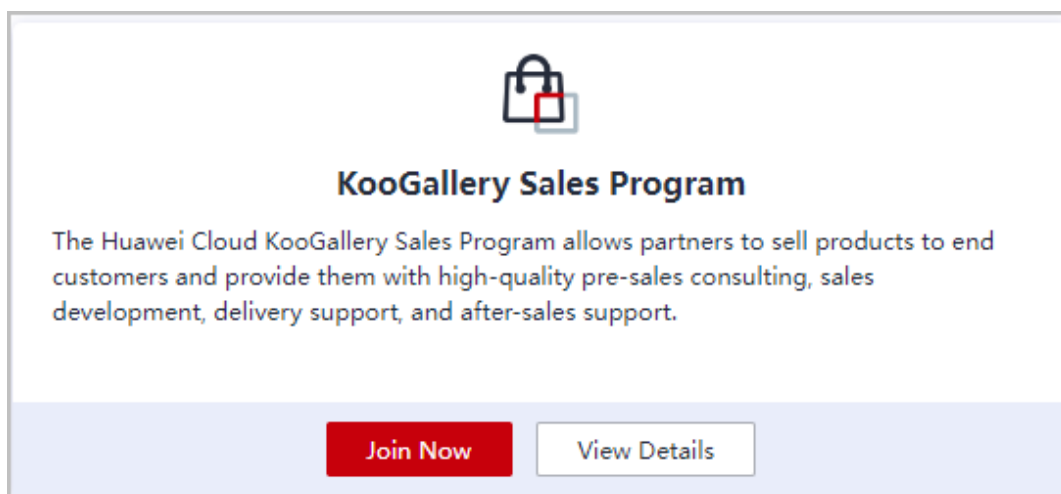 KooGallery Sales Program
The Huawei Cloud KooGallery Sales Program allows partners to sell products to end
customers and provide them with high-quality pre-sales consulting, sales
development, delivery support, and after-sales support.
Join Now
View Details